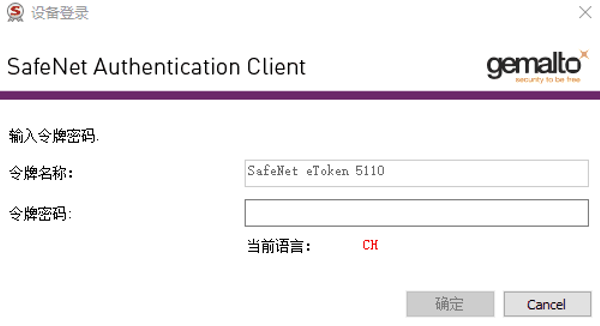 设备登录
SafeNet Authentication Client
gemalto
security to be free
输入令牌密码.
令牌名称: SafeNet eToken 5110
令牌密码:
当前语言: CH
确定 Cancel